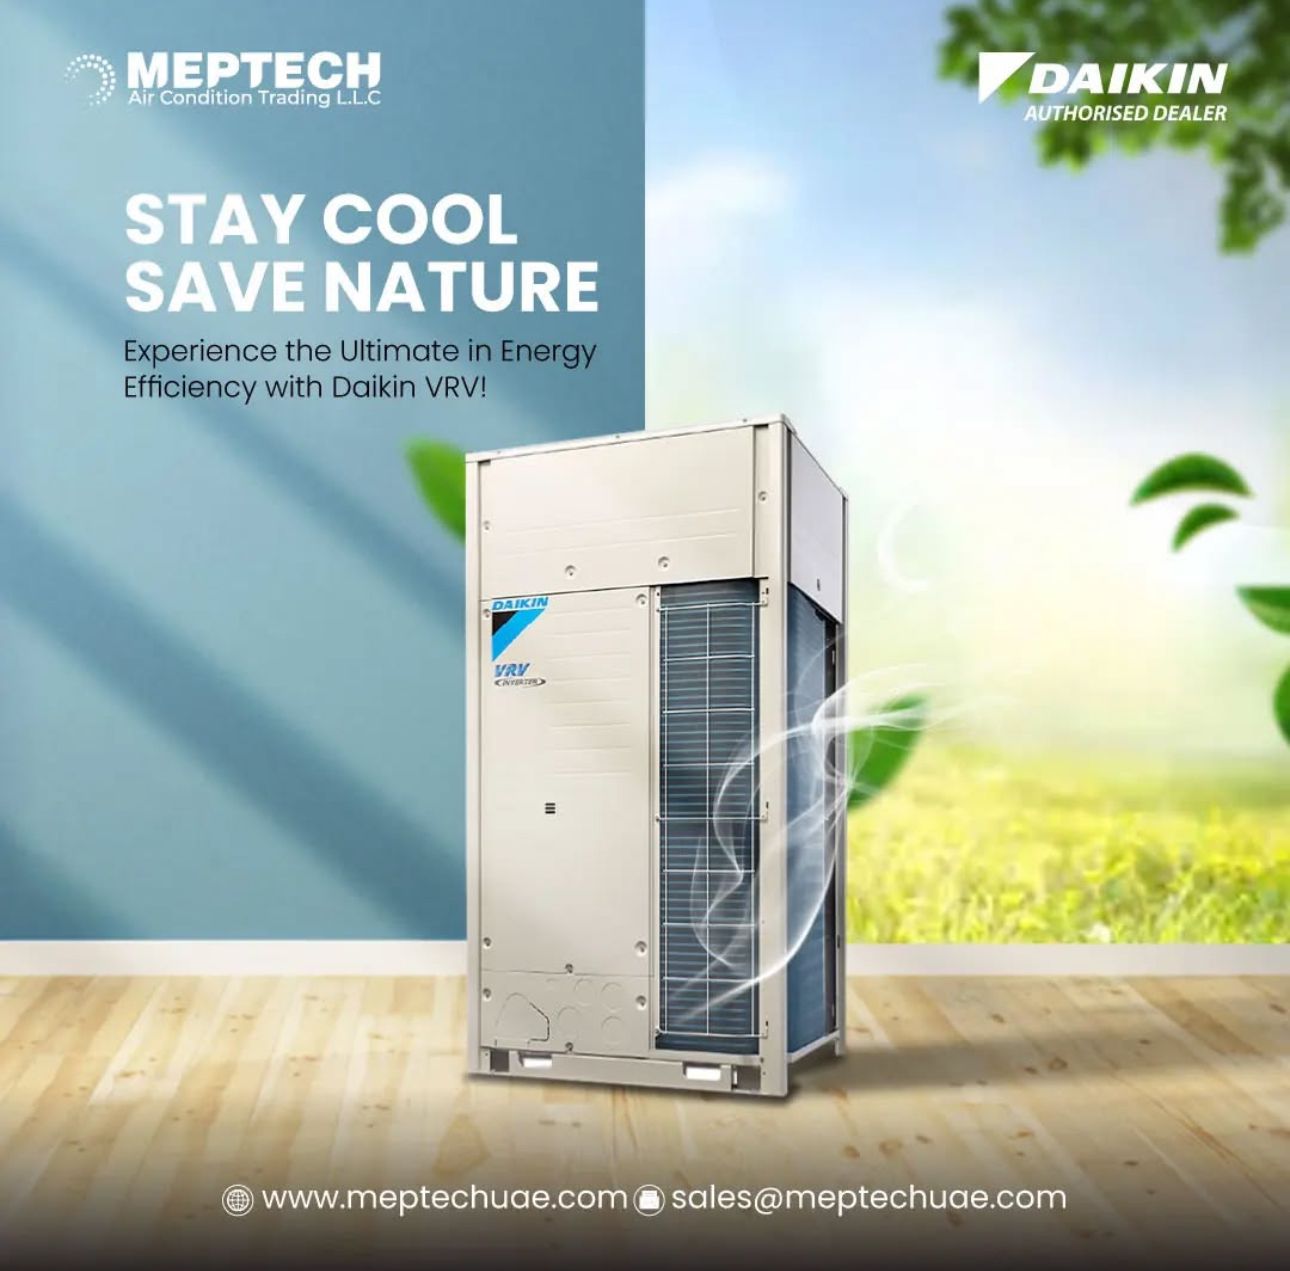 MEPTECH
Air Condition Trading L.L.C
DAIKIN
AUTHORISED DEALER
STAY COOL
SAVE NATURE
Experience the Ultimate in Energy
Efficiency with Daikin VRV!
DAIKIN
VRV
INVERTER
www.meptechuae.com sales@meptechuae.com